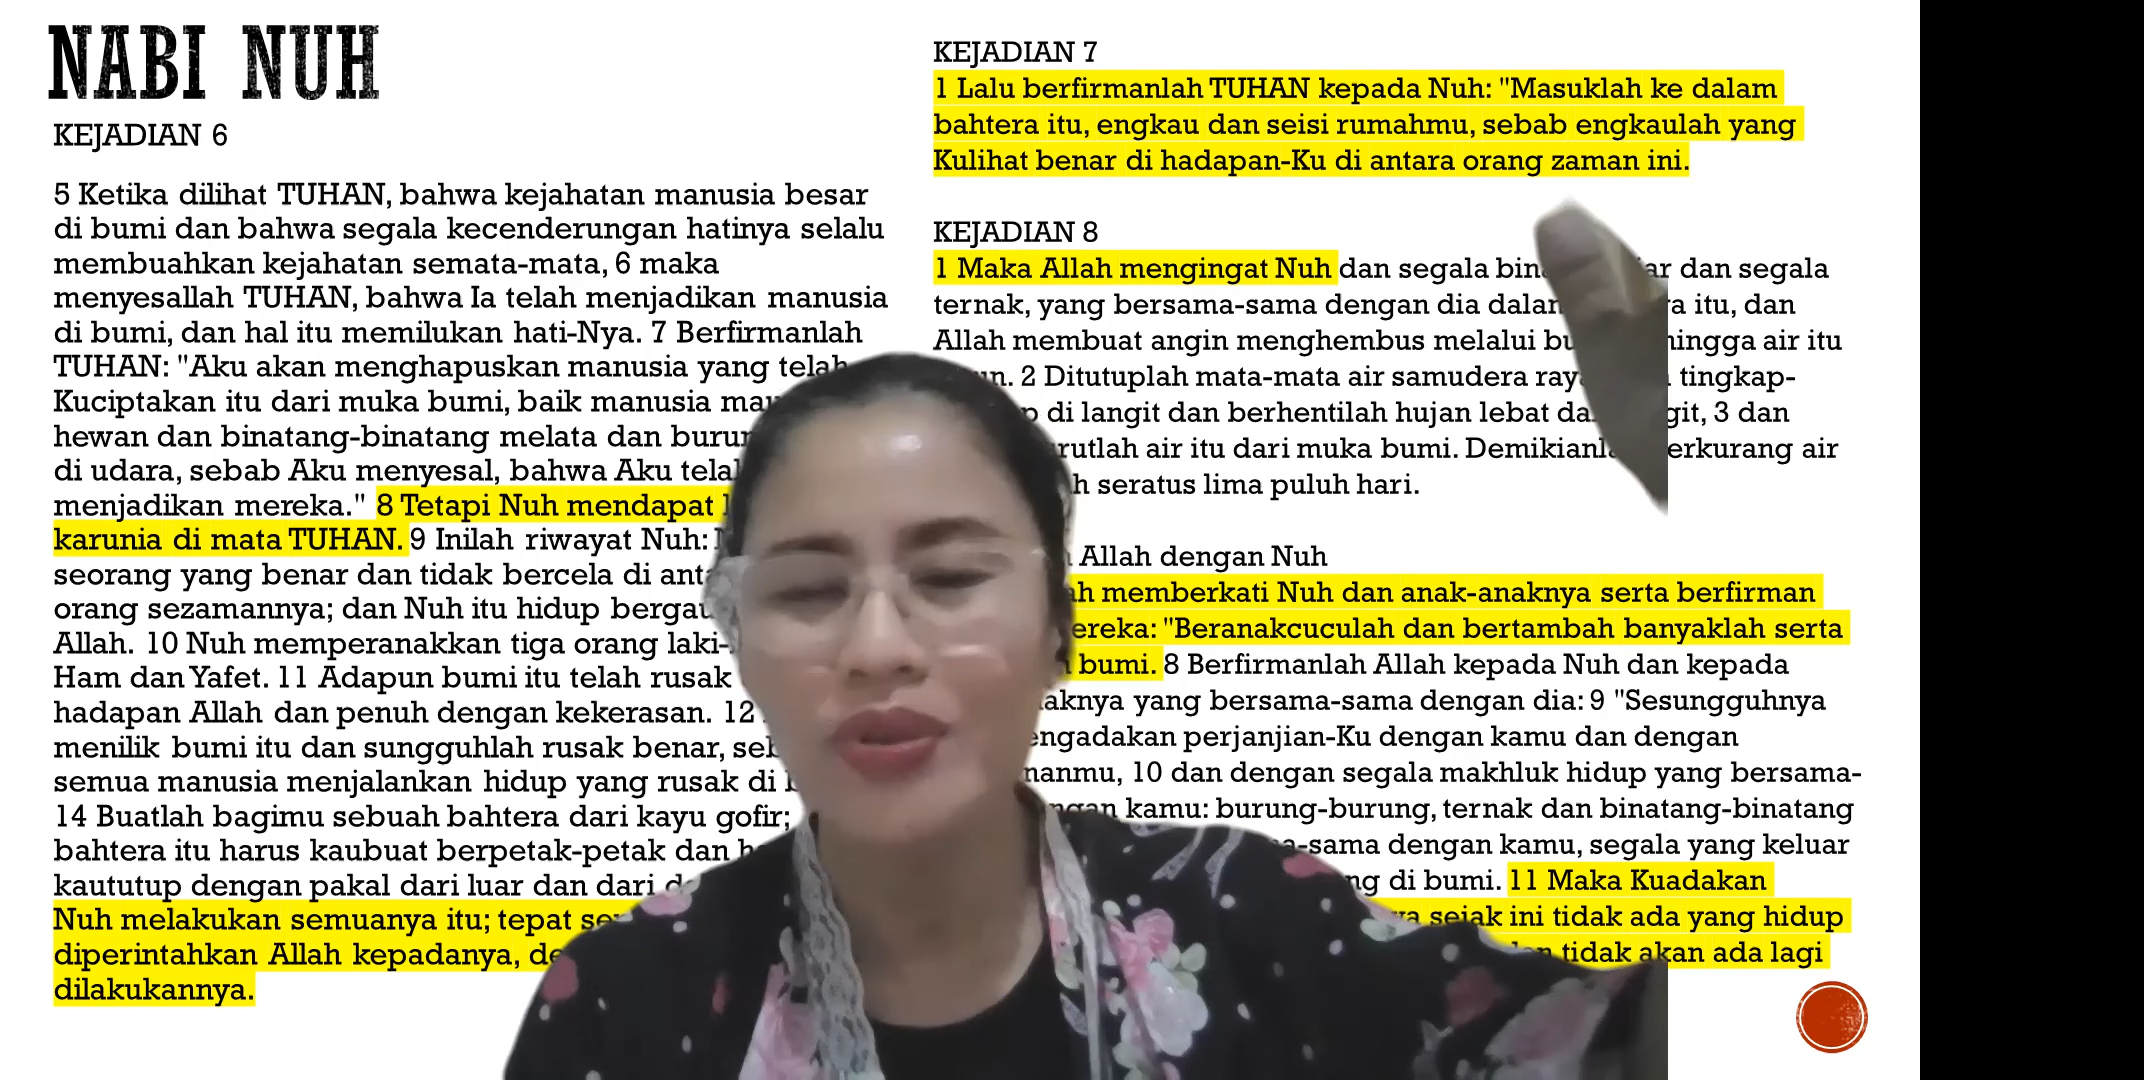 NABI NUH
KEJADIAN 6
5 Ketika dilihat TUHAN, bahwa kejahatan manusia besar
di bumi dan bahwa segala kecenderungan hatinya selalu
membuahkan kejahatan semata-mata, 6 maka
menyesallah TUHAN, bahwa Ia telah menjadikan manusia
di bumi, dan hal itu memilukan hati-Nya. 7 Berfirmanlah
TUHAN: "Aku akan menghapuskan manusia yang telah
Kuciptakan itu dari muka bumi, baik manusia
hewan dan binatang-binatang melata dan
di udara, sebab Aku menyesal, bahwa Aku
menjadikan mereka." 8 Tetapi Nuh mendapat
karunia di mata TUHAN. 9 Inilah riwayat Nuh:
seorang yang benar dan tidak bercela di
orang sezamannya; dan Nuh itu hidup
Allah. 10 Nuh memperanakkan tiga orang
Ham dan Yafet. 11 Adapun bumi itu telah rusak
hadapan Allah dan penuh dengan kekerasan. 12
menilik bumi itu dan sungguhlah rusak benar,
semua manusia menjalankan hidup yang rusak di
14 Buatlah bagimu sebuah bahtera dari kayu gofir;
bahtera itu harus kaubuat berpetak-petak dan
kaututup dengan pakal dari luar dan dari
Nuh melakukan semuanya itu; tepat
diperintahkan Allah kepadanya,
dilakukannya.
KEJADIAN 7
1 Lalu berfirmanlah TUHAN kepada Nuh: "Masuklah ke dalam
bahtera itu, engkau dan seisi rumahmu, sebab engkaulah yang
Kulihat benar di hadapan-Ku di antara orang zaman ini.
KEJADIAN 8
1 Maka Allah mengingat Nuh dan segala dan segala
ternak, yang bersama-sama dengan dia itu, dan
Allah membuat angin menghembus melalui air itu
2 Ditutuplah mata-mata air samudera tingkap-
di langit dan berhentilah hujan lebat 3 dan
air itu dari muka bumi. air
seratus lima puluh hari.
Allah dengan Nuh
memberkati Nuh dan anak-anaknya serta berfirman
"Beranakcuculah dan bertambah banyaklah serta
bumi. 8 Berfirmanlah Allah kepada Nuh dan kepada
yang bersama-sama dengan dia: 9 "Sesungguhnya
perjanjian-Ku dengan kamu dan dengan
10 dan dengan segala makhluk hidup yang bersama-
kamu: burung-burung, ternak dan binatang-binatang
dengan kamu, segala yang keluar
di bumi. 11 Maka Kuadakan
sejak ini tidak ada yang hidup
tidak akan ada lagi